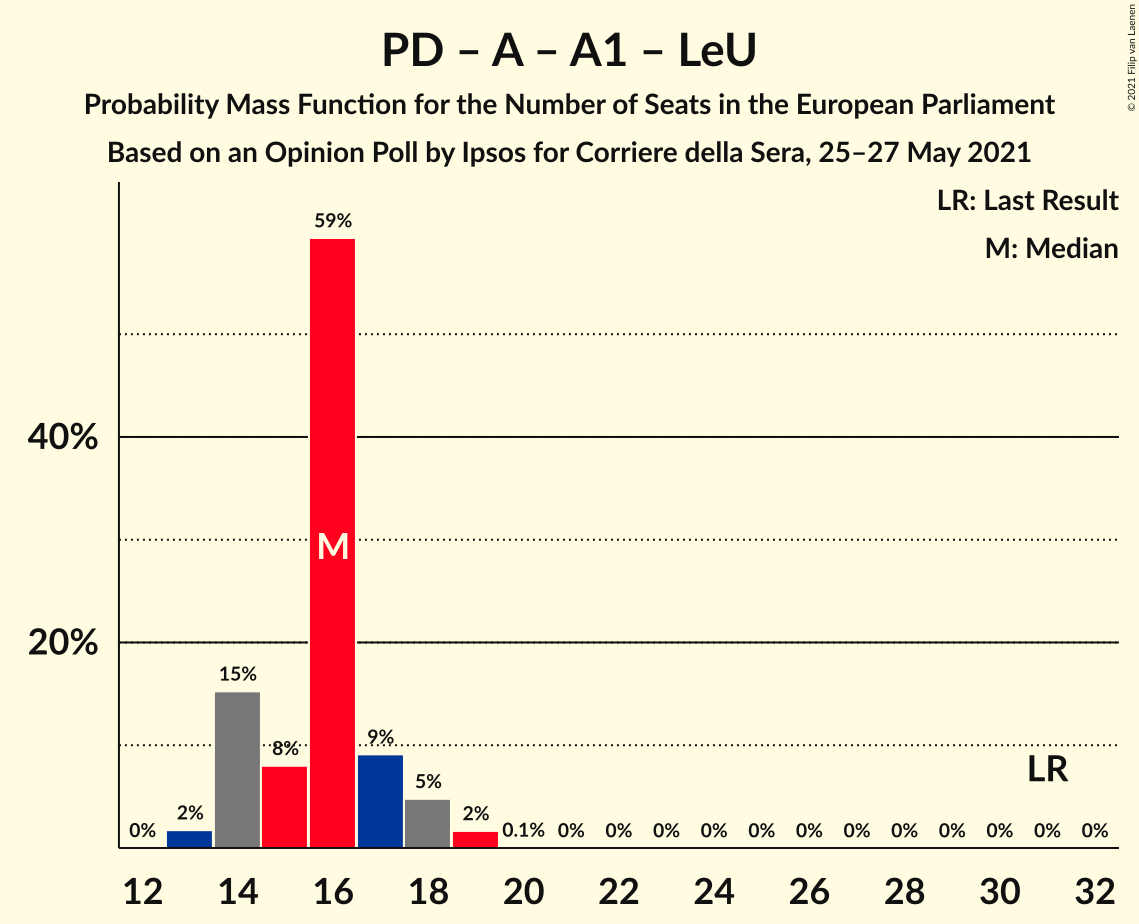 PD – A – A1 – LeU
Probability Mass Function for the Number of Seats in the European Parliament
Based on an Opinion Poll by Ipsos for Corriere della Sera, 25–27 May 2021
© 2021 Filip van Laenen
LR: Last Result
M: Median
59%
40%
M
20%
15%
8%
9%
LR
5%
0% 2% 2% 0.1% 0% 0% 0% 0% 0% 0% 0% 0% 0% 0% 0% 0%
12 14 16 18 20 22 24 26 28 30 32